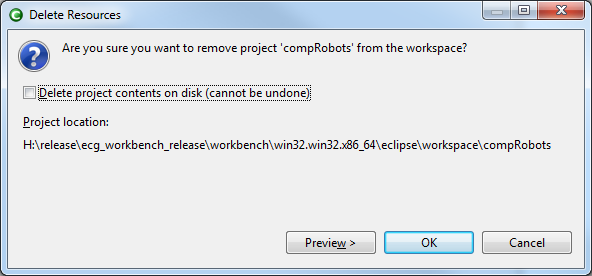 Delete Resources
Are you sure you want to remove project 'compRobots' from the workspace?
Delete project contents on disk (cannot be undone)
Project location:
H:\release\ecg_workbench_release\workbench\win32.win32.x86_64\eclipse\workspace\compRobots
Preview > OK Cancel